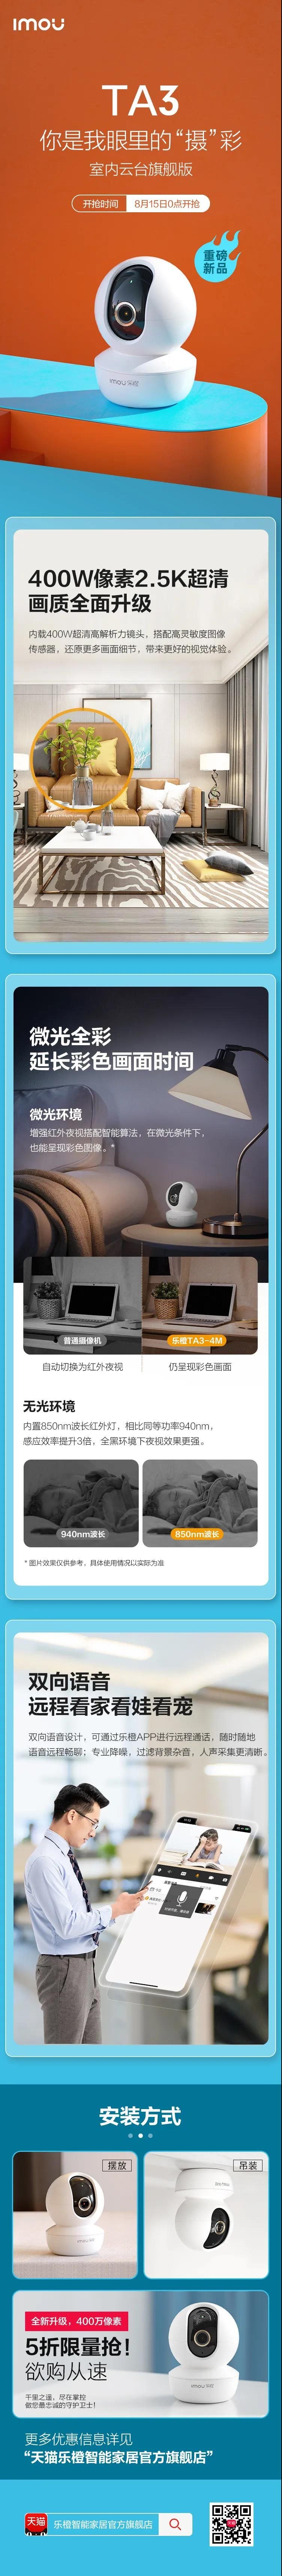 imou
TA3
你是我眼里的“摄”彩
室内云台旗舰版
开抢时间 8月15日0点开抢
重磅
新品
imou 乐橙
400W像素2.5K超清
画质全面升级
内载400W超清高解析力镜头，搭配高灵敏度图像
传感器，还原更多画面细节，带来更好的视觉体验。
微光全彩
延长彩色画面时间
微光环境
增强红外夜视搭配智能算法，在微光条件下，
也能呈现彩色图像。*
普通摄像机 乐橙TA3-4M
自动切换为红外夜视 仍呈现彩色画面
无光环境
内置850nm波长红外灯，相比同等功率940nm，
感应效率提升3倍，全黑环境下夜视效果更强。
940nm波长 850nm波长
* 图片效果仅供参考，具体使用情况以实际为准
双向语音
远程看家看娃看宠
双向语音设计，可通过乐橙APP进行远程通话，随时随地
语音远程畅聊；专业降噪，过滤背景杂音，人声采集更清晰。
安装方式
摆放 吊装
全新升级，400万像素
5折限量抢！
欲购从速
千里之遥，尽在掌控
做您最忠诚的守护卫士！
imou 乐橙
更多优惠信息详见
“天猫乐橙智能家居官方旗舰店”
天猫 乐橙智能家居官方旗舰店